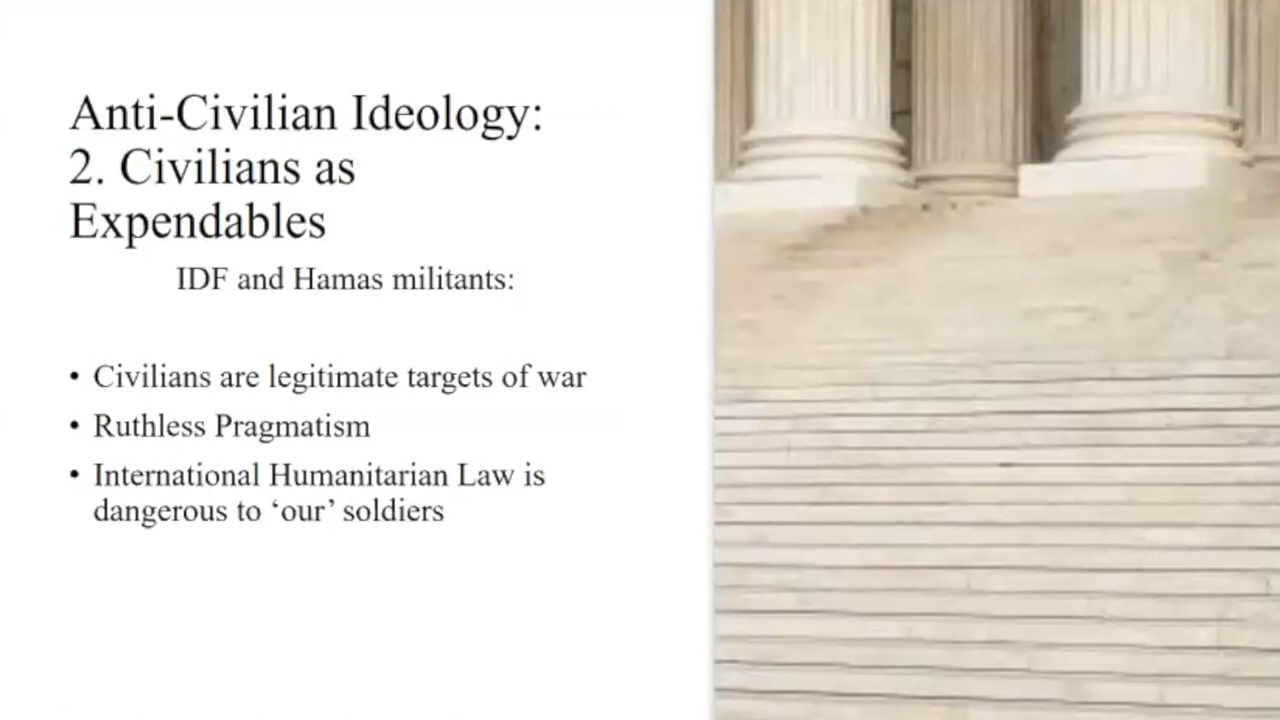 Anti-Civilian Ideology:
2. Civilians as
Expendables
IDF and Hamas militants:
• Civilians are legitimate targets of war
• Ruthless Pragmatism
• International Humanitarian Law is
dangerous to ‘our’ soldiers